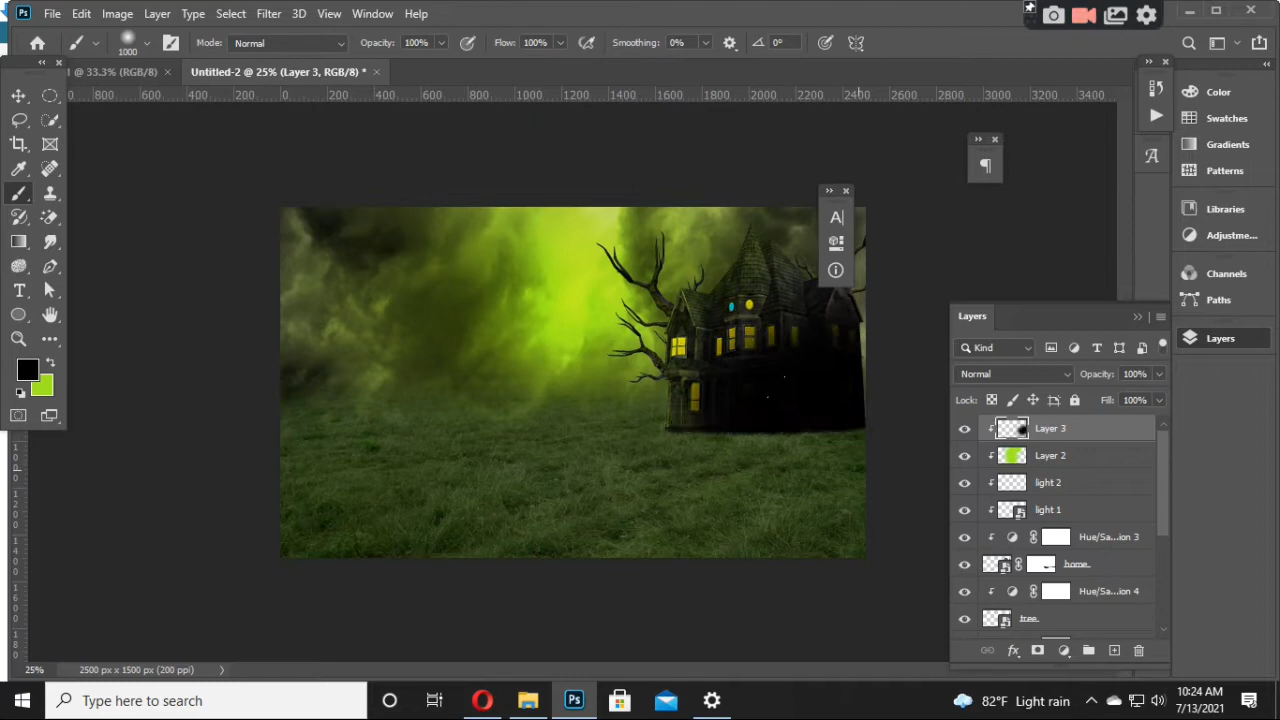 Ps File Edit Image Layer Type Select Filter 3D View Window Help
1000 Mode: Normal Opacity: 100% Flow: 100% Smoothing: 0% 0°
@ 33.3% (RGB/8) × Untitled-2 @ 25% (Layer 3, RGB/8) * ×
800 600 400 200 0 200 400 600 800 1000 1200 1400 1600 1800 2000 2200 2400 2600 2800 3000 3200 3400
Color
Swatches
Gradients
Patterns
Libraries
Adjustme...
Channels
Paths
Layers
Layers
Kind
Normal Opacity: 100%
Lock: Fill: 100%
Layer 3
Layer 2
light 2
light 1
Hue/Sa...ion 3
home
Hue/Sa...ion 4
tree
25% 2500 px x 1500 px (200 ppi)
Type here to search
Ps
82°F Light rain
10:24 AM
7/13/2021